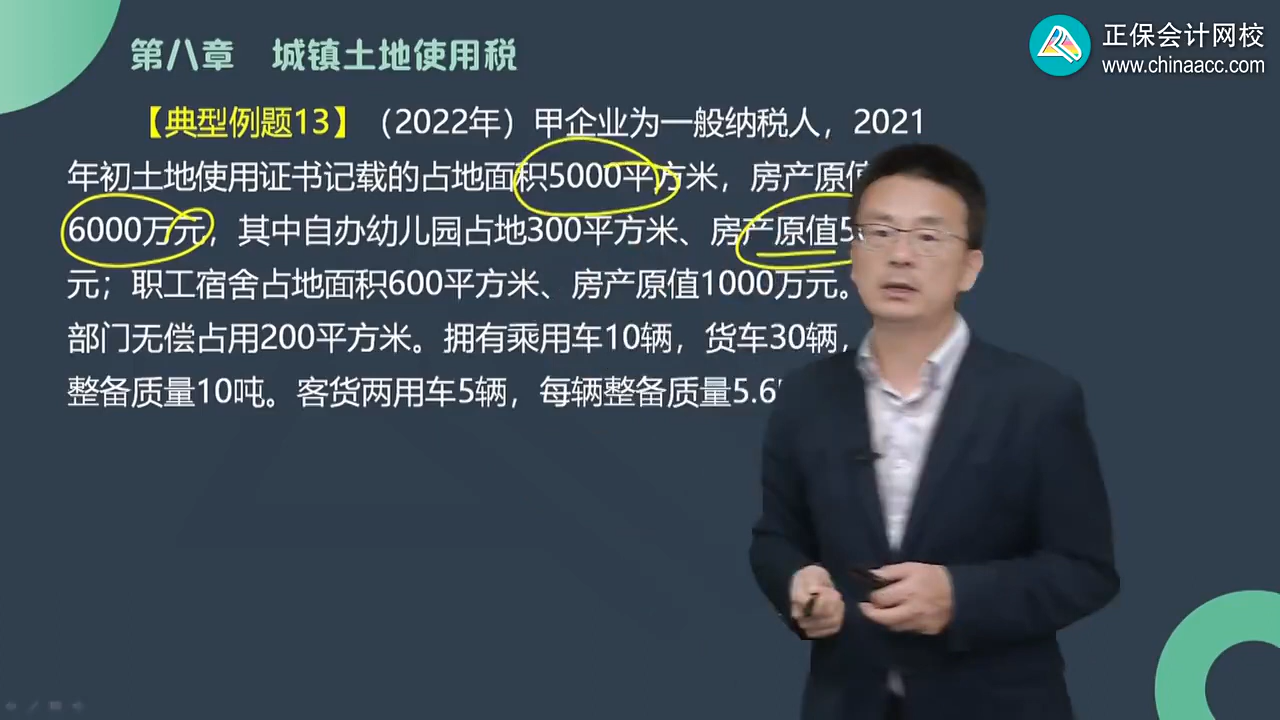 第八章 城镇土地使用税
正保会计网校
www.chinaacc.com
【典型例题13】（2022年）甲企业为一般纳税人，2021
年初土地使用证书记载的占地面积5000平方米，房产原值
6000万元，其中自办幼儿园占地300平方米、房产原值5
元；职工宿舍占地面积600平方米、房产原值1000万元。
部门无偿占用200平方米。拥有乘用车10辆，货车30辆，
整备质量10吨。客货两用车5辆，每辆整备质量5.6